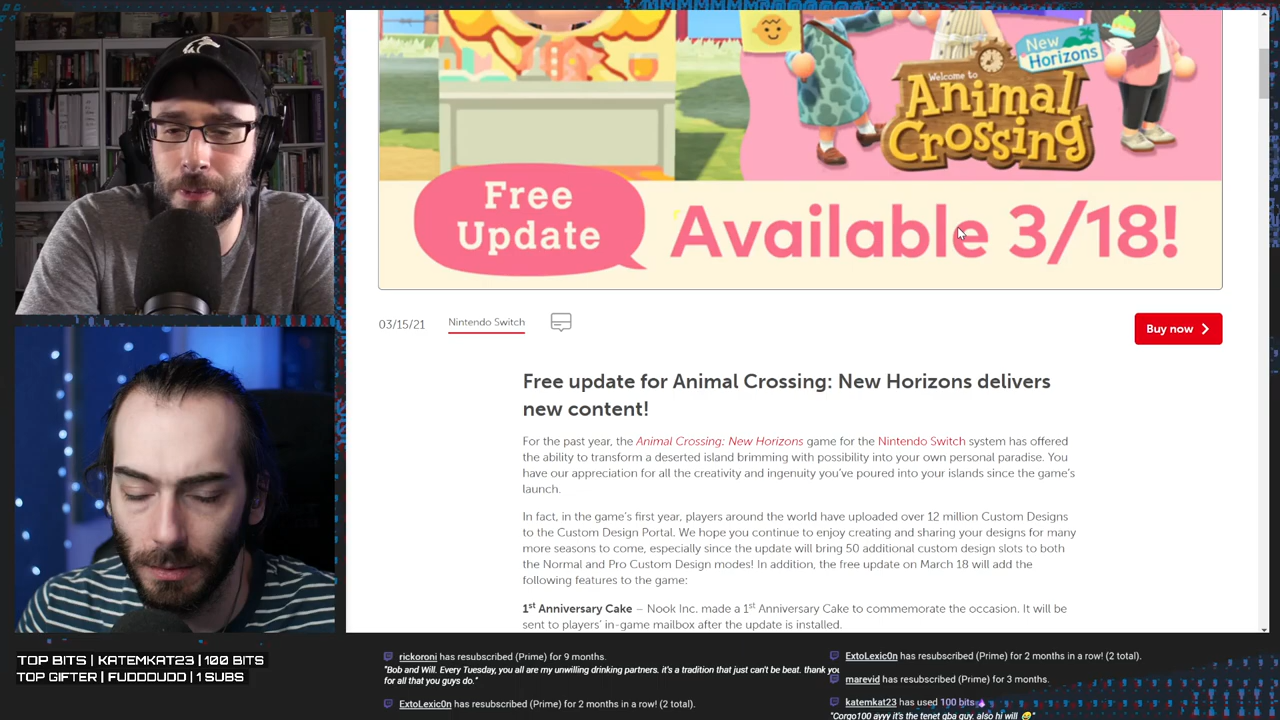 Welcome to
Animal
Crossing
New
Horizons
Free
Update
Available 3/18!
03/15/21
Nintendo Switch
Buy now
Free update for Animal Crossing: New Horizons delivers
new content!
For the past year, the Animal Crossing: New Horizons game for the Nintendo Switch system has offered
the ability to transform a deserted island brimming with possibility into your own personal paradise. You
have our appreciation for all the creativity and ingenuity you've poured into your islands since the game's
launch.
In fact, in the game's first year, players around the world have uploaded over 12 million Custom Designs
to the Custom Design Portal. We hope you continue to enjoy creating and sharing your designs for many
more seasons to come, especially since the update will bring 50 additional custom design slots to both
the Normal and Pro Custom Design modes! In addition, the free update on March 18 will add the
following features to the game:
1st Anniversary Cake – Nook Inc. made a 1st Anniversary Cake to commemorate the occasion. It will be
sent to players' in-game mailbox after the update is installed.
TOP BITS | KATEMKAT23 | 100 BITS
TOP GIFTER | FUDDDUDD | 1 SUBS
rickoroni has resubscribed (Prime) for 9 months.
"Bob and Will. Every Tuesday, you all are my unwilling drinking partners. it's a tradition that just can't be beat. thank you
for all that you guys do."
ExtoLexic0n has resubscribed (Prime) for 2 months in a row! (2 total).
ExtoLexic0n has resubscribed (Prime) for 2 months in a row! (2 total).
marevid has resubscribed (Prime) for 3 months.
katemkat23 has used 100 bits
"Corgo100 ayyy it's the tenet gba guy. also hi will